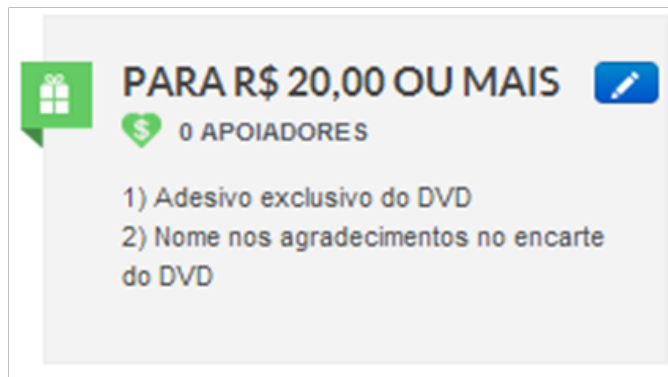 PARA R$ 20,00 OU MAIS
$ 0 APOIADORES
1) Adesivo exclusivo do DVD
2) Nome nos agradecimentos no encarte
do DVD